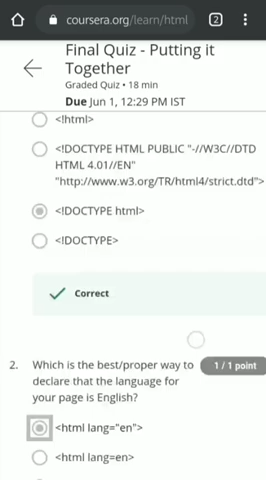 coursera.org/learn/html
2
Final Quiz - Putting it
Together
Graded Quiz • 18 min
Due Jun 1, 12:29 PM IST
<!html>
<!DOCTYPE HTML PUBLIC "-//W3C//DTD
HTML 4.01//EN"
"http://www.w3.org/TR/html4/strict.dtd">
<!DOCTYPE html>
<!DOCTYPE>
Correct
2. Which is the best/proper way to
declare that the language for
your page is English?
1 / 1 point
<html lang="en">
<html lang=en>